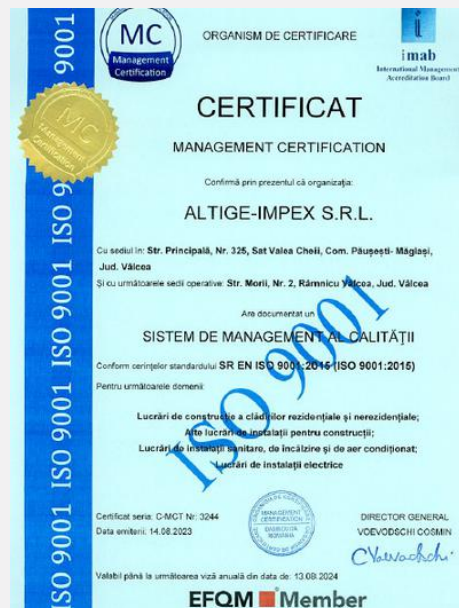 MC
Management
Certification
ORGANISM DE CERTIFICARE
imab
International Management
Accreditation Board
MC
Management
Certification
CERTIFICAT
MANAGEMENT CERTIFICATION
Confirmă prin prezentul că organizația:
ALTIGE-IMPEX S.R.L.
Cu sediul în: Str. Principală, Nr. 325, Sat Valea Cheii, Com. Păușești- Măglași,
Jud. Vâlcea
Și cu următoarele sedii operative: Str. Morii, Nr. 2, Râmnicu Vâlcea, Jud. Vâlcea
Are documentat un
SISTEM DE MANAGEMENT AL CALITĂȚII
Conform cerințelor standardului SR EN ISO 9001:2015 (ISO 9001:2015)
Pentru următoarele domenii:
Lucrări de construcție a clădirilor rezidențiale și nerezidențiale;
Alte lucrări de instalații pentru construcții;
Lucrări de instalații sanitare, de încălzire și de aer condiționat;
Lucrări de instalații electrice
ISO 9001
ISO 9001 ISO 9001 ISO 9001 ISO 9001
Certificat seria: C-MCT Nr: 3244
Data emiterii: 14.08.2023
MANAGEMENT
CERTIFICATION
DIRECTOR GENERAL
VOEVODSCHI COSMIN
Valabil până la următoarea viză anuală din data de: 13.08.2024
EFQM Member